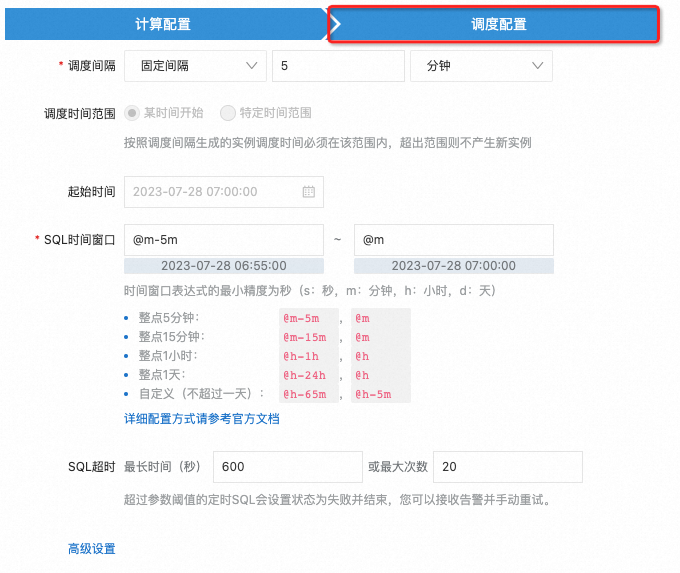 计算配置 调度配置
* 调度间隔 固定间隔 5 分钟
调度时间范围 某时间开始 特定时间范围
按照调度间隔生成的实例调度时间必须在该范围内，超出范围则不产生新实例
起始时间 2023-07-28 07:00:00
* SQL时间窗口 @m-5m ~ @m
2023-07-28 06:55:00 2023-07-28 07:00:00
时间窗口表达式的最小精度为秒（s：秒，m：分钟，h：小时，d：天）
• 整点5分钟： @m-5m ， @m
• 整点15分钟： @m-15m ， @m
• 整点1小时： @h-1h ， @h
• 整点1天： @h-24h ， @h
• 自定义（不超过一天）： @h-65m ， @h-5m
详细配置方式请参考官方文档
SQL超时 最长时间（秒） 600 或最大次数 20
超过参数阈值的定时SQL会设置状态为失败并结束，您可以接收告警并手动重试。
高级设置